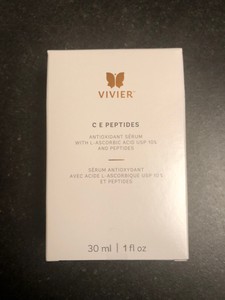 VIVIER
C E PEPTIDES
ANTIOXIDANT SERUM
WITH L-ASCORBIC ACID USP 10%
AND PEPTIDES
SÉRUM ANTIOXYDANT
AVEC ACIDE L-ASCORBIQUE USP 10 %
ET PEPTIDES
30 ml | 1 fl oz